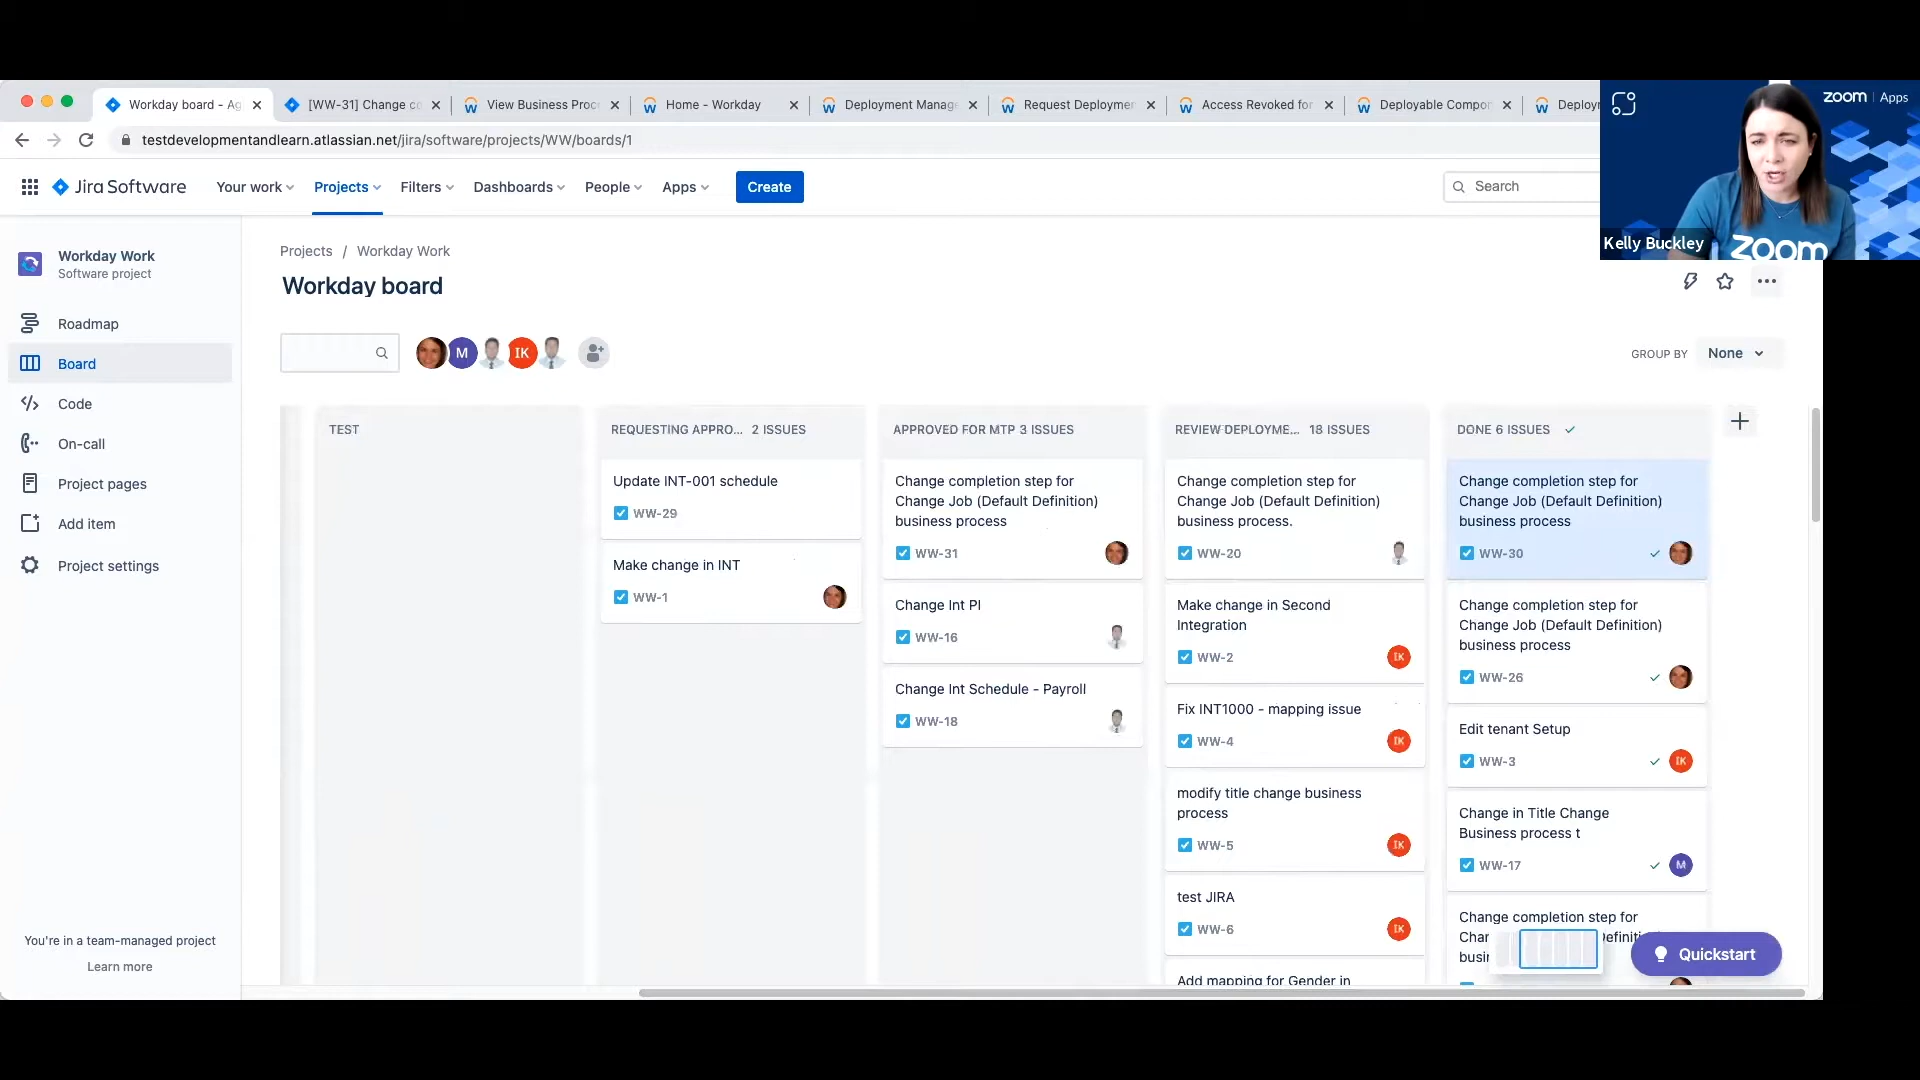 Workday board - Ag
[WW-31] Change co
View Business Proc
Home - Workday
Deployment Manage
Request Deploymen
Access Revoked for
Deployable Compon
Deploym
zoom | Apps
testdevelopmentandlearn.atlassian.net/jira/software/projects/WW/boards/1
Jira Software
Your work
Projects
Filters
Dashboards
People
Apps
Create
Search
Kelly Buckley
zoom
Workday Work
Software project
Roadmap
Board
Code
On-call
Project pages
Add item
Project settings
You're in a team-managed project
Learn more
Projects / Workday Work
Workday board
M
IK
GROUP BY None
TEST
REQUESTING APPRO... 2 ISSUES
Update INT-001 schedule
WW-29
Make change in INT
WW-1
APPROVED FOR MTP 3 ISSUES
Change completion step for
Change Job (Default Definition)
business process
WW-31
Change Int PI
WW-16
Change Int Schedule - Payroll
WW-18
REVIEW DEPLOYME... 18 ISSUES
Change completion step for
Change Job (Default Definition)
business process.
WW-20
Make change in Second
Integration
WW-2 IK
Fix INT1000 - mapping issue
WW-4 IK
modify title change business
process
WW-5 IK
test JIRA
WW-6 IK
Add mapping for Gender in
DONE 6 ISSUES
Change completion step for
Change Job (Default Definition)
business process
WW-30
Change completion step for
Change Job (Default Definition)
business process
WW-26
Edit tenant Setup
WW-3 IK
Change in Title Change
Business process t
WW-17 M
Change completion step for
Quickstart